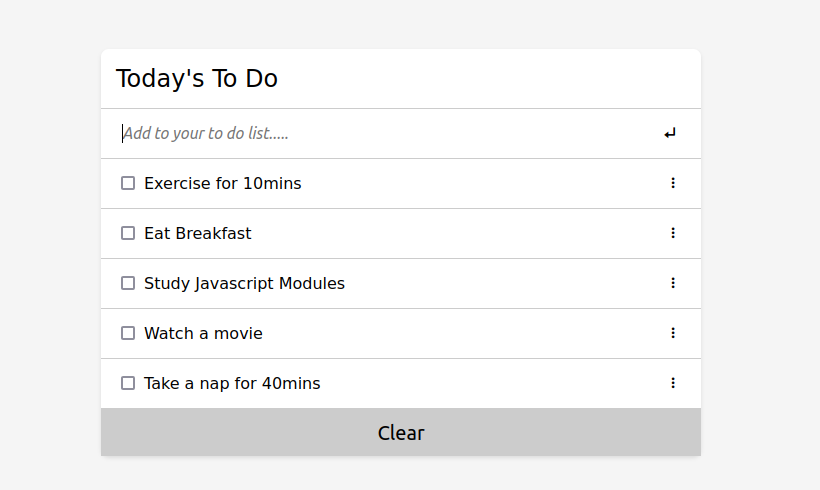 Today's To Do
Add to your to do list.....
Exercise for 10mins
Eat Breakfast
Study Javascript Modules
Watch a movie
Take a nap for 40mins
Clear